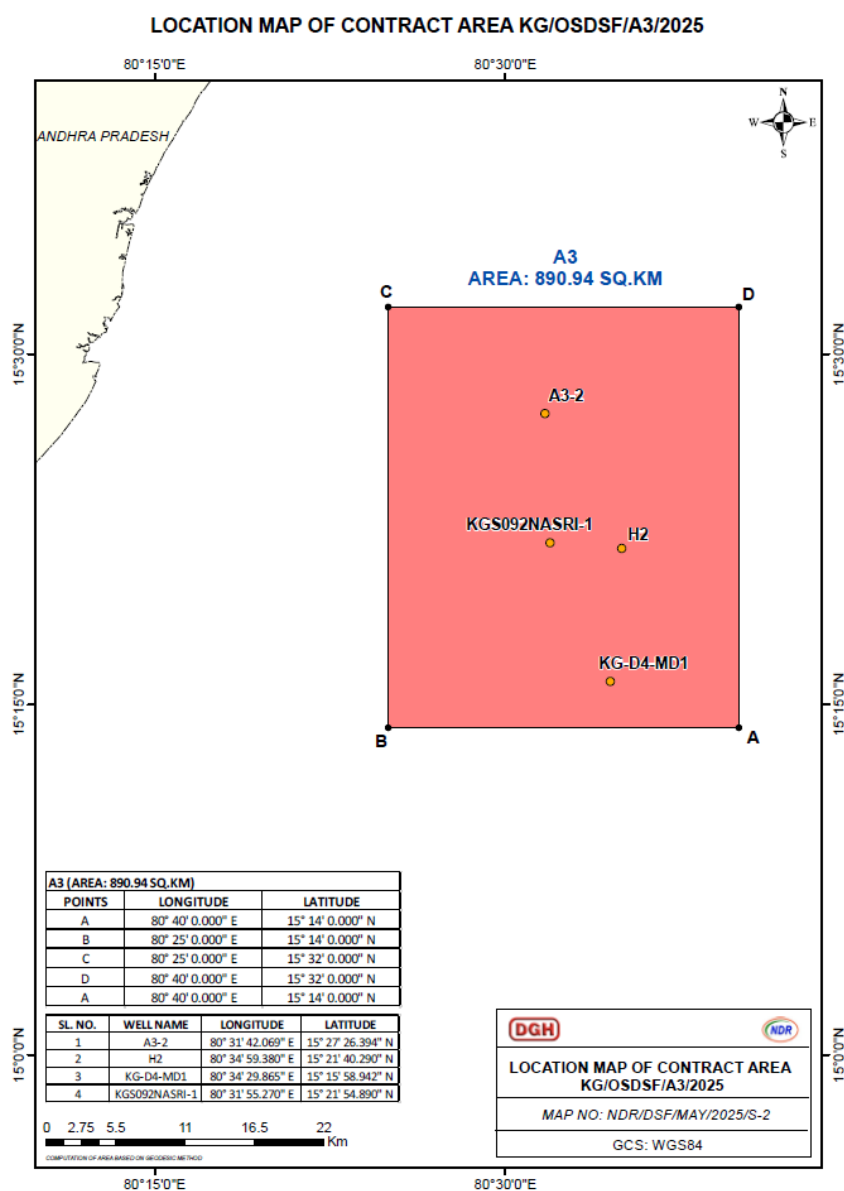 LOCATION MAP OF CONTRACT AREA KG/OSDSF/A3/2025
80°15'0"E 80°30'0"E
N
W E
S
ANDHRA PRADESH
A3
AREA: 890.94 SQ.KM
C D
15°30'0"N 15°30'0"N
A3-2
KGS092NASRI-1
H2
KG-D4-MD1
15°15'0"N 15°15'0"N
B A
A3 (AREA: 890.94 SQ.KM)
POINTS LONGITUDE LATITUDE
A 80° 40' 0.000" E 15° 14' 0.000" N
B 80° 25' 0.000" E 15° 14' 0.000" N
C 80° 25' 0.000" E 15° 32' 0.000" N
D 80° 40' 0.000" E 15° 32' 0.000" N
A 80° 40' 0.000" E 15° 14' 0.000" N
SL. NO. WELL NAME LONGITUDE LATITUDE
1 A3-2 80° 31' 42.069" E 15° 27' 26.394" N
2 H2 80° 34' 59.380" E 15° 21' 40.290" N
3 KG-D4-MD1 80° 34' 29.865" E 15° 15' 58.942" N
4 KGS092NASRI-1 80° 31' 55.270" E 15° 21' 54.890" N
15°0'0"N 15°0'0"N
0 2.75 5.5 11 16.5 22
Km
COMPUTATION OF AREA BASED ON GEODESIC METHOD
DGH NDR
LOCATION MAP OF CONTRACT AREA
KG/OSDSF/A3/2025
MAP NO: NDR/DSF/MAY/2025/S-2
GCS: WGS84
80°15'0"E 80°30'0"E